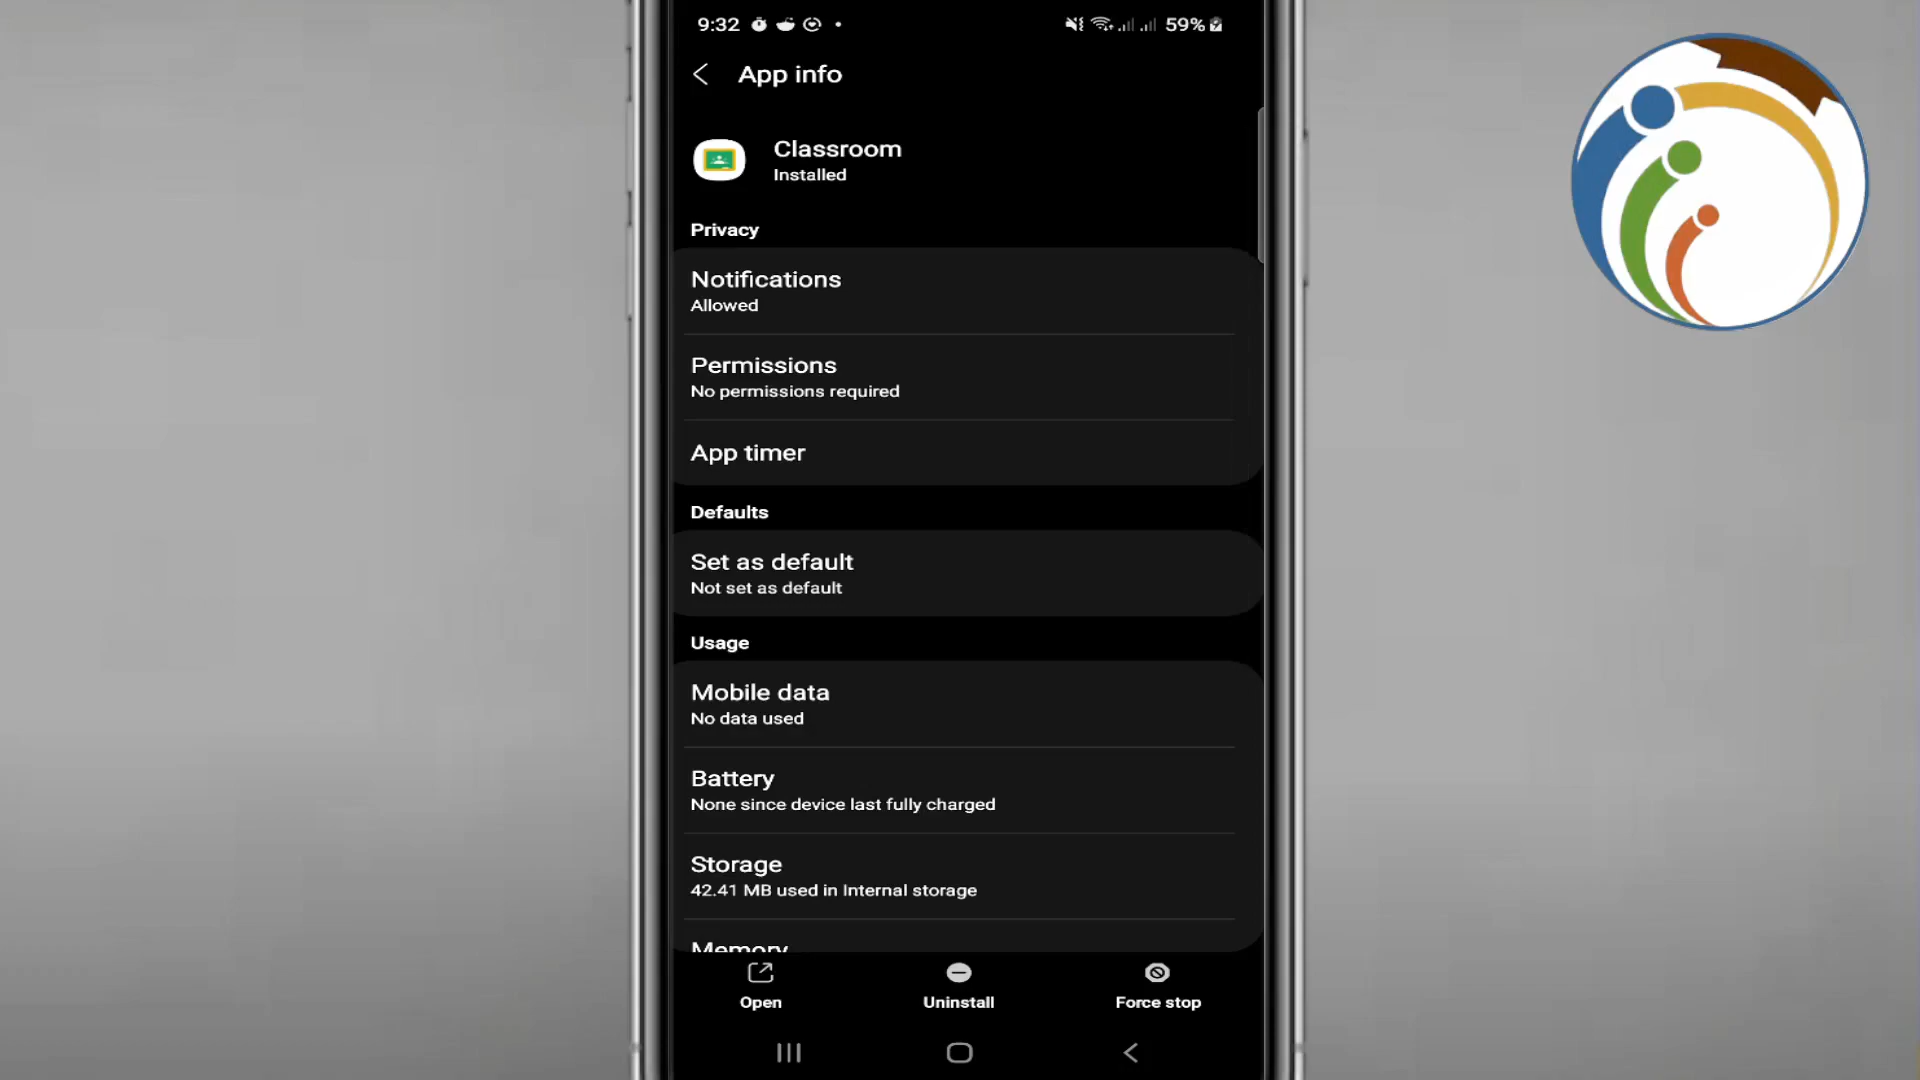 9:32
59%
App info
Classroom
Installed
Privacy
Notifications
Allowed
Permissions
No permissions required
App timer
Defaults
Set as default
Not set as default
Usage
Mobile data
No data used
Battery
None since device last fully charged
Storage
42.41 MB used in Internal storage
Memory
Open
Uninstall
Force stop